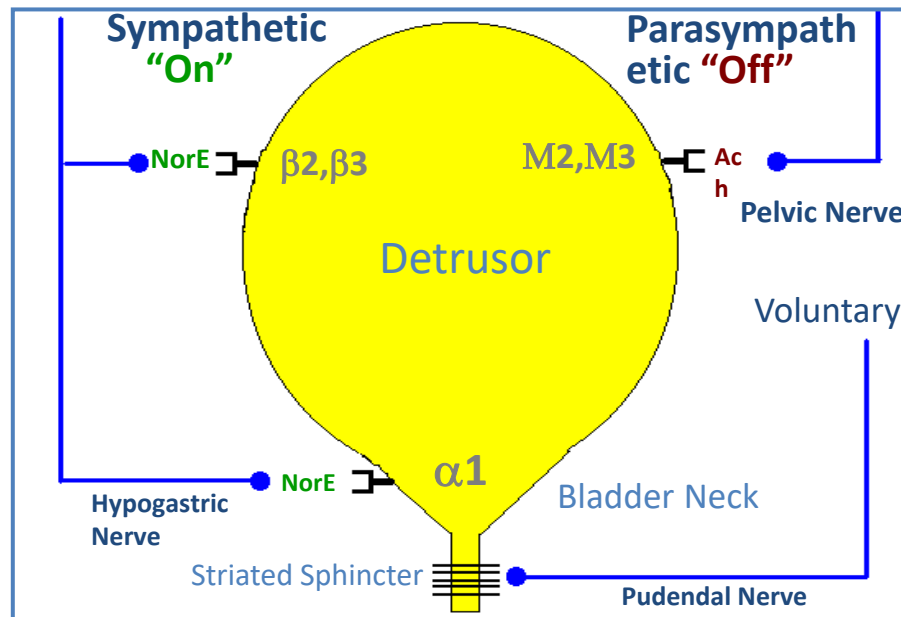 Sympathetic
“On”
Parasympath
etic “Off”
NorE
β2,β3
M2,M3
Ac
h
Pelvic Nerve
Detrusor
Voluntary
NorE
α1
Hypogastric
Nerve
Bladder Neck
Striated Sphincter
Pudendal Nerve